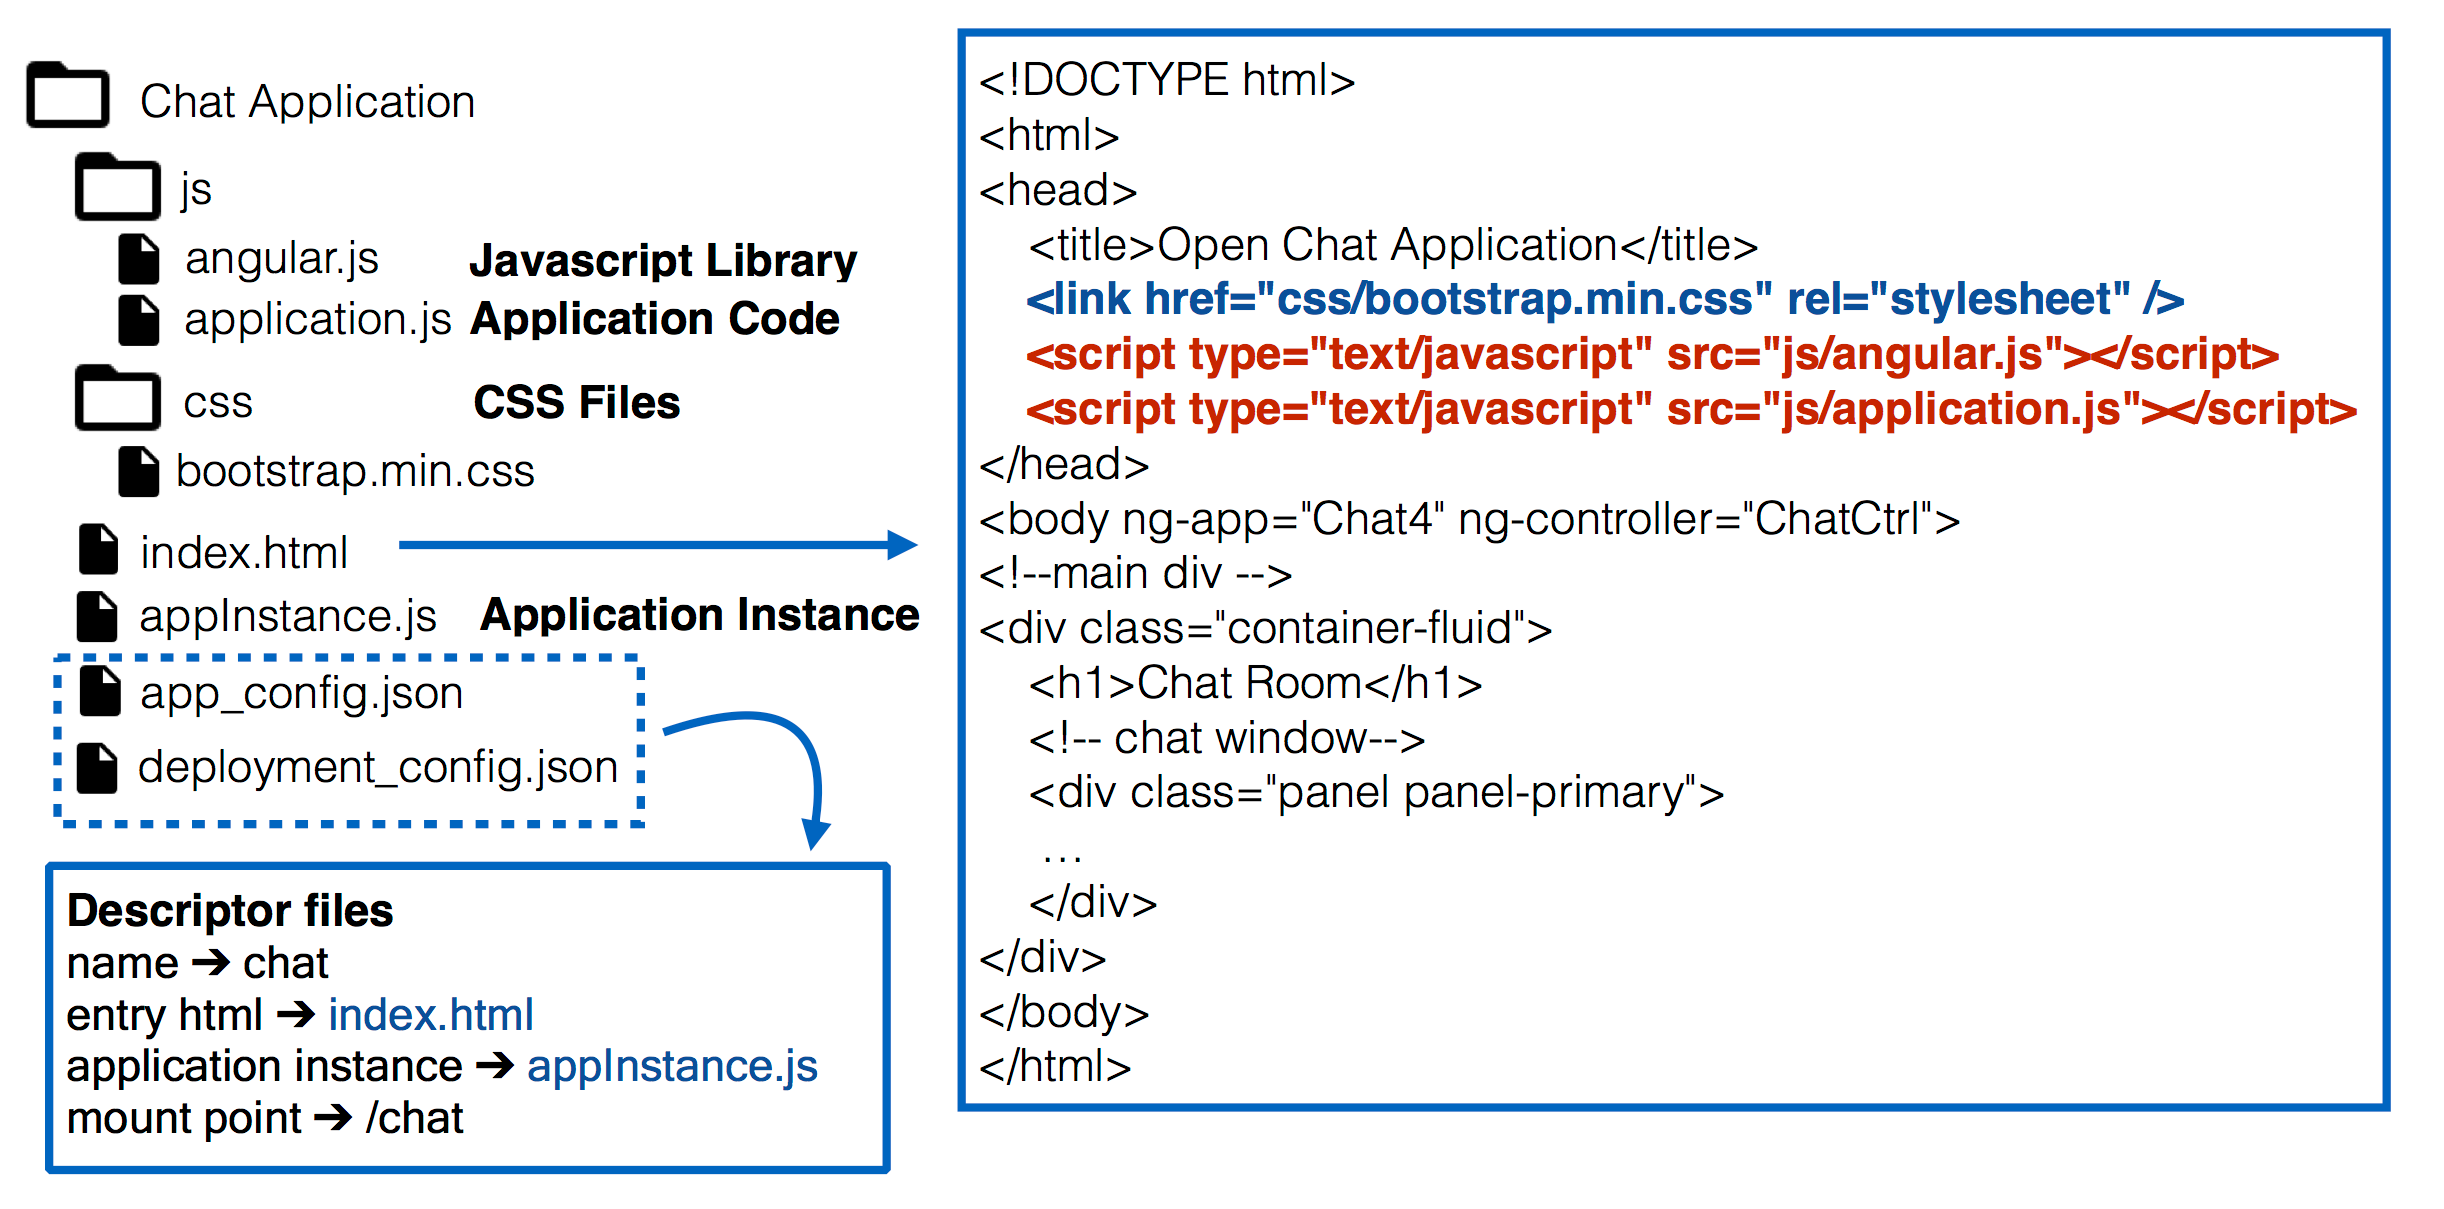 Chat Application
js
angular.js Javascript Library
application.js Application Code
css CSS Files
bootstrap.min.css
index.html
appInstance.js Application Instance
app_config.json
deployment_config.json
Descriptor files
name ➔ chat
entry html ➔ index.html
application instance ➔ appInstance.js
mount point ➔ /chat
<!DOCTYPE html>
<html>
<head>
<title>Open Chat Application</title>
<link href="css/bootstrap.min.css" rel="stylesheet" />
<script type="text/javascript" src="js/angular.js"></script>
<script type="text/javascript" src="js/application.js"></script>
</head>
<body ng-app="Chat4" ng-controller="ChatCtrl">
<!--main div -->
<div class="container-fluid">
<h1>Chat Room</h1>
<!-- chat window-->
<div class="panel panel-primary">
…
</div>
</div>
</body>
</html>